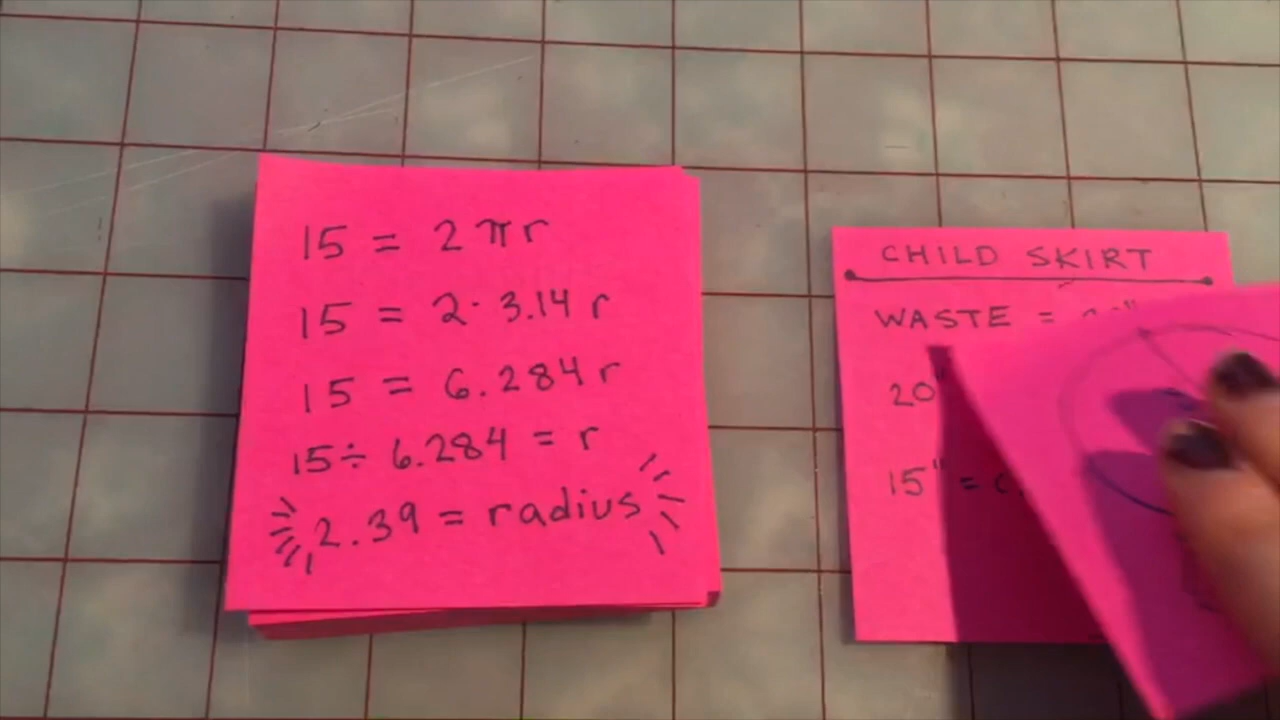 15 = 2 π r
15 = 2 · 3.14 r
15 = 6.284 r
15 ÷ 6.284 = r
2.39 = radius
CHILD SKIRT
WASTE =
20"
15" =